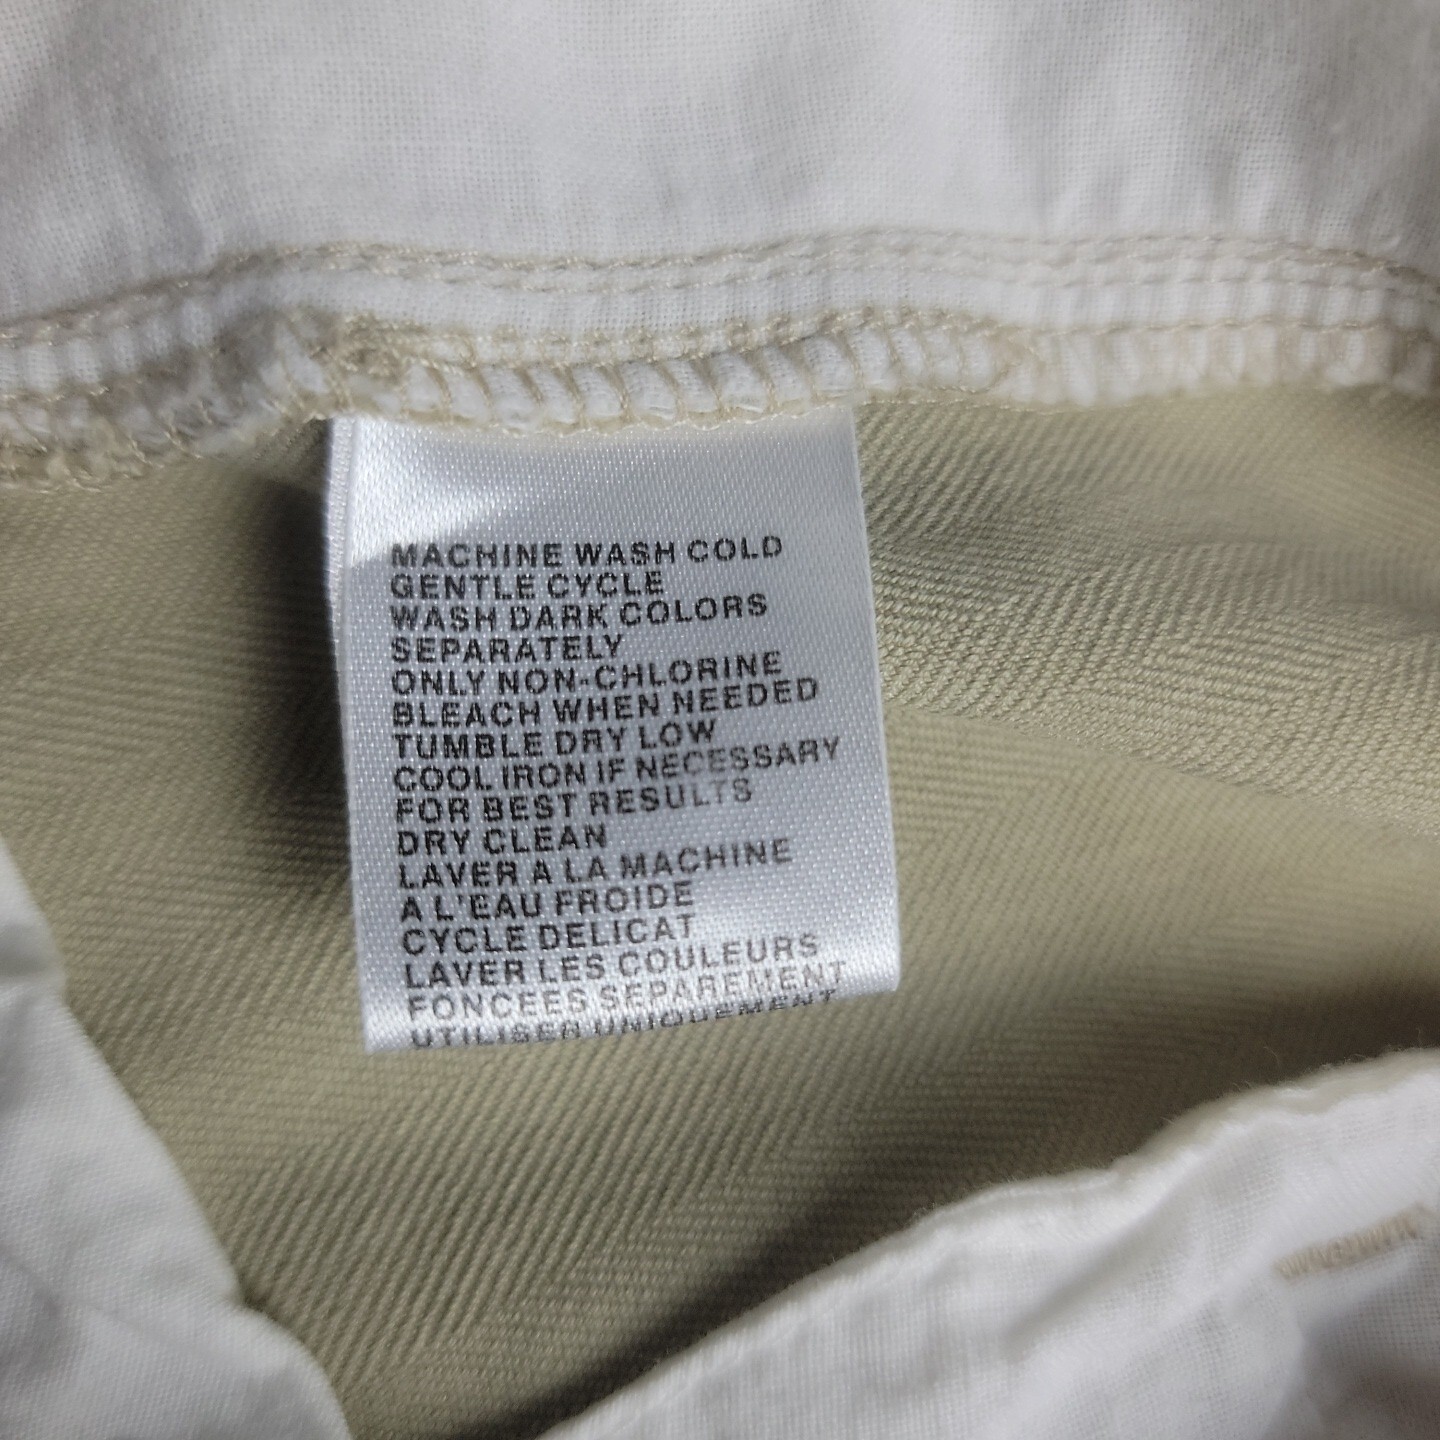 MACHINE WASH COLD
GENTLE CYCLE
WASH DARK COLORS
SEPARATELY
ONLY NON-CHLORINE
BLEACH WHEN NEEDED
TUMBLE DRY LOW
COOL IRON IF NECESSARY
FOR BEST RESULTS
DRY CLEAN
LAVER A LA MACHINE
A L'EAU FROIDE
CYCLE DELICAT
LAVER LES COULEURS
FONCEES SEPAREMENT
UTILISER UNIQUEMENT